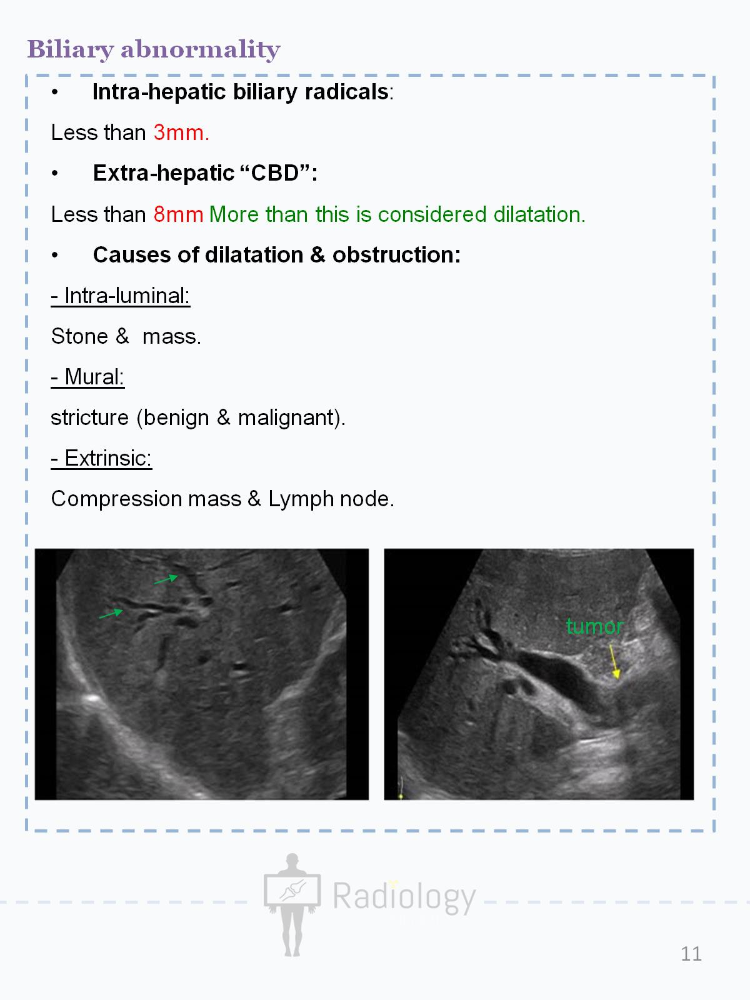 Biliary abnormality
• Intra-hepatic biliary radicals:
Less than 3mm.
• Extra-hepatic “CBD”:
Less than 8mm More than this is considered dilatation.
• Causes of dilatation & obstruction:
- Intra-luminal:
Stone & mass.
- Mural:
stricture (benign & malignant).
- Extrinsic:
Compression mass & Lymph node.
tumor
Radiology
11